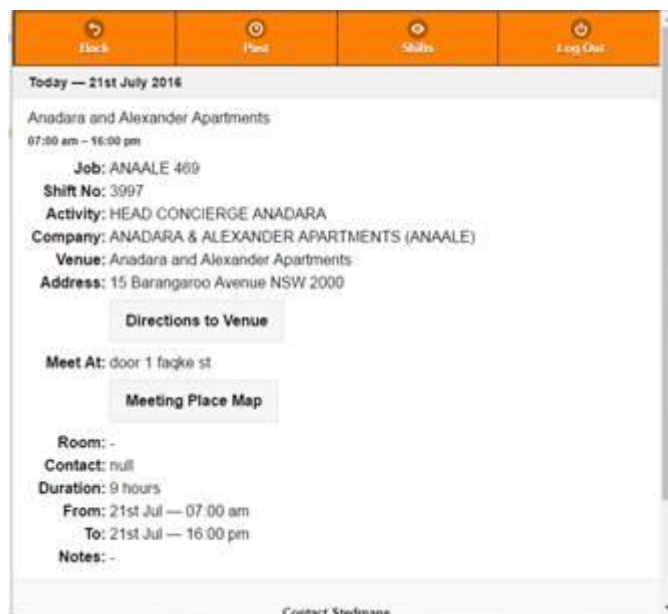 Back Past Shifts Log Out
Today — 21st July 2016
Anadara and Alexander Apartments
07:00 am – 16:00 pm
Job: ANAALE 469
Shift No: 3997
Activity: HEAD CONCIERGE ANADARA
Company: ANADARA & ALEXANDER APARTMENTS (ANAALE)
Venue: Anadara and Alexander Apartments
Address: 15 Barangaroo Avenue NSW 2000
Directions to Venue
Meet At: door 1 faqke st
Meeting Place Map
Room: -
Contact: null
Duration: 9 hours
From: 21st Jul — 07:00 am
To: 21st Jul — 16:00 pm
Notes: -
Contact Stedmans